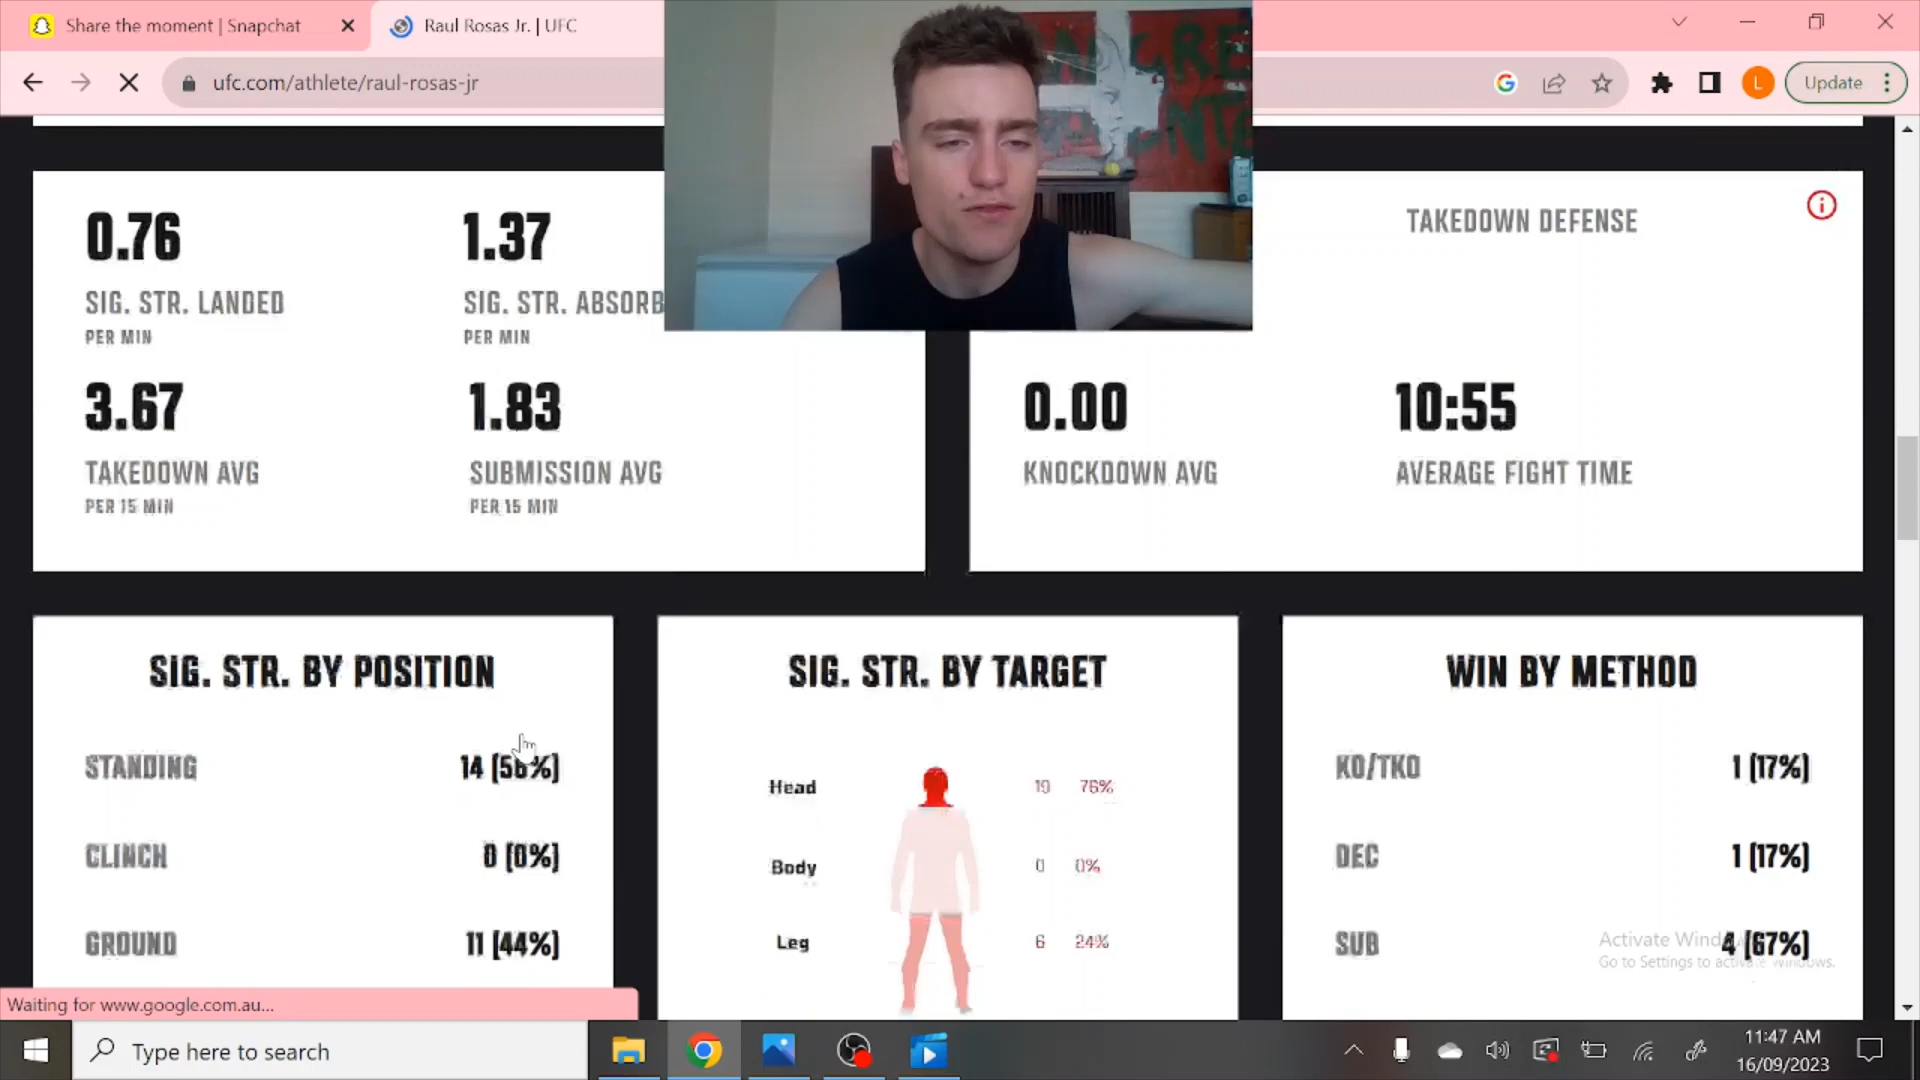 Share the moment | Snapchat
Raul Rosas Jr. | UFC
ufc.com/athlete/raul-rosas-jr
L
Update
0.76
SIG. STR. LANDED
PER MIN
1.37
SIG. STR. ABSORB
PER MIN
3.67
TAKEDOWN AVG
PER 15 MIN
1.83
SUBMISSION AVG
PER 15 MIN
TAKEDOWN DEFENSE
0.00
KNOCKDOWN AVG
10:55
AVERAGE FIGHT TIME
SIG. STR. BY POSITION
STANDING 14 (56%)
CLINCH 0 (0%)
GROUND 11 (44%)
SIG. STR. BY TARGET
Head 19 76%
Body 0 0%
Leg 6 24%
WIN BY METHOD
KO/TKO 1 (17%)
DEC 1 (17%)
SUB 4 (67%)
Activate Wind
Go to Settings to activate Windows.
Waiting for www.google.com.au...
Type here to search
11:47 AM
16/09/2023